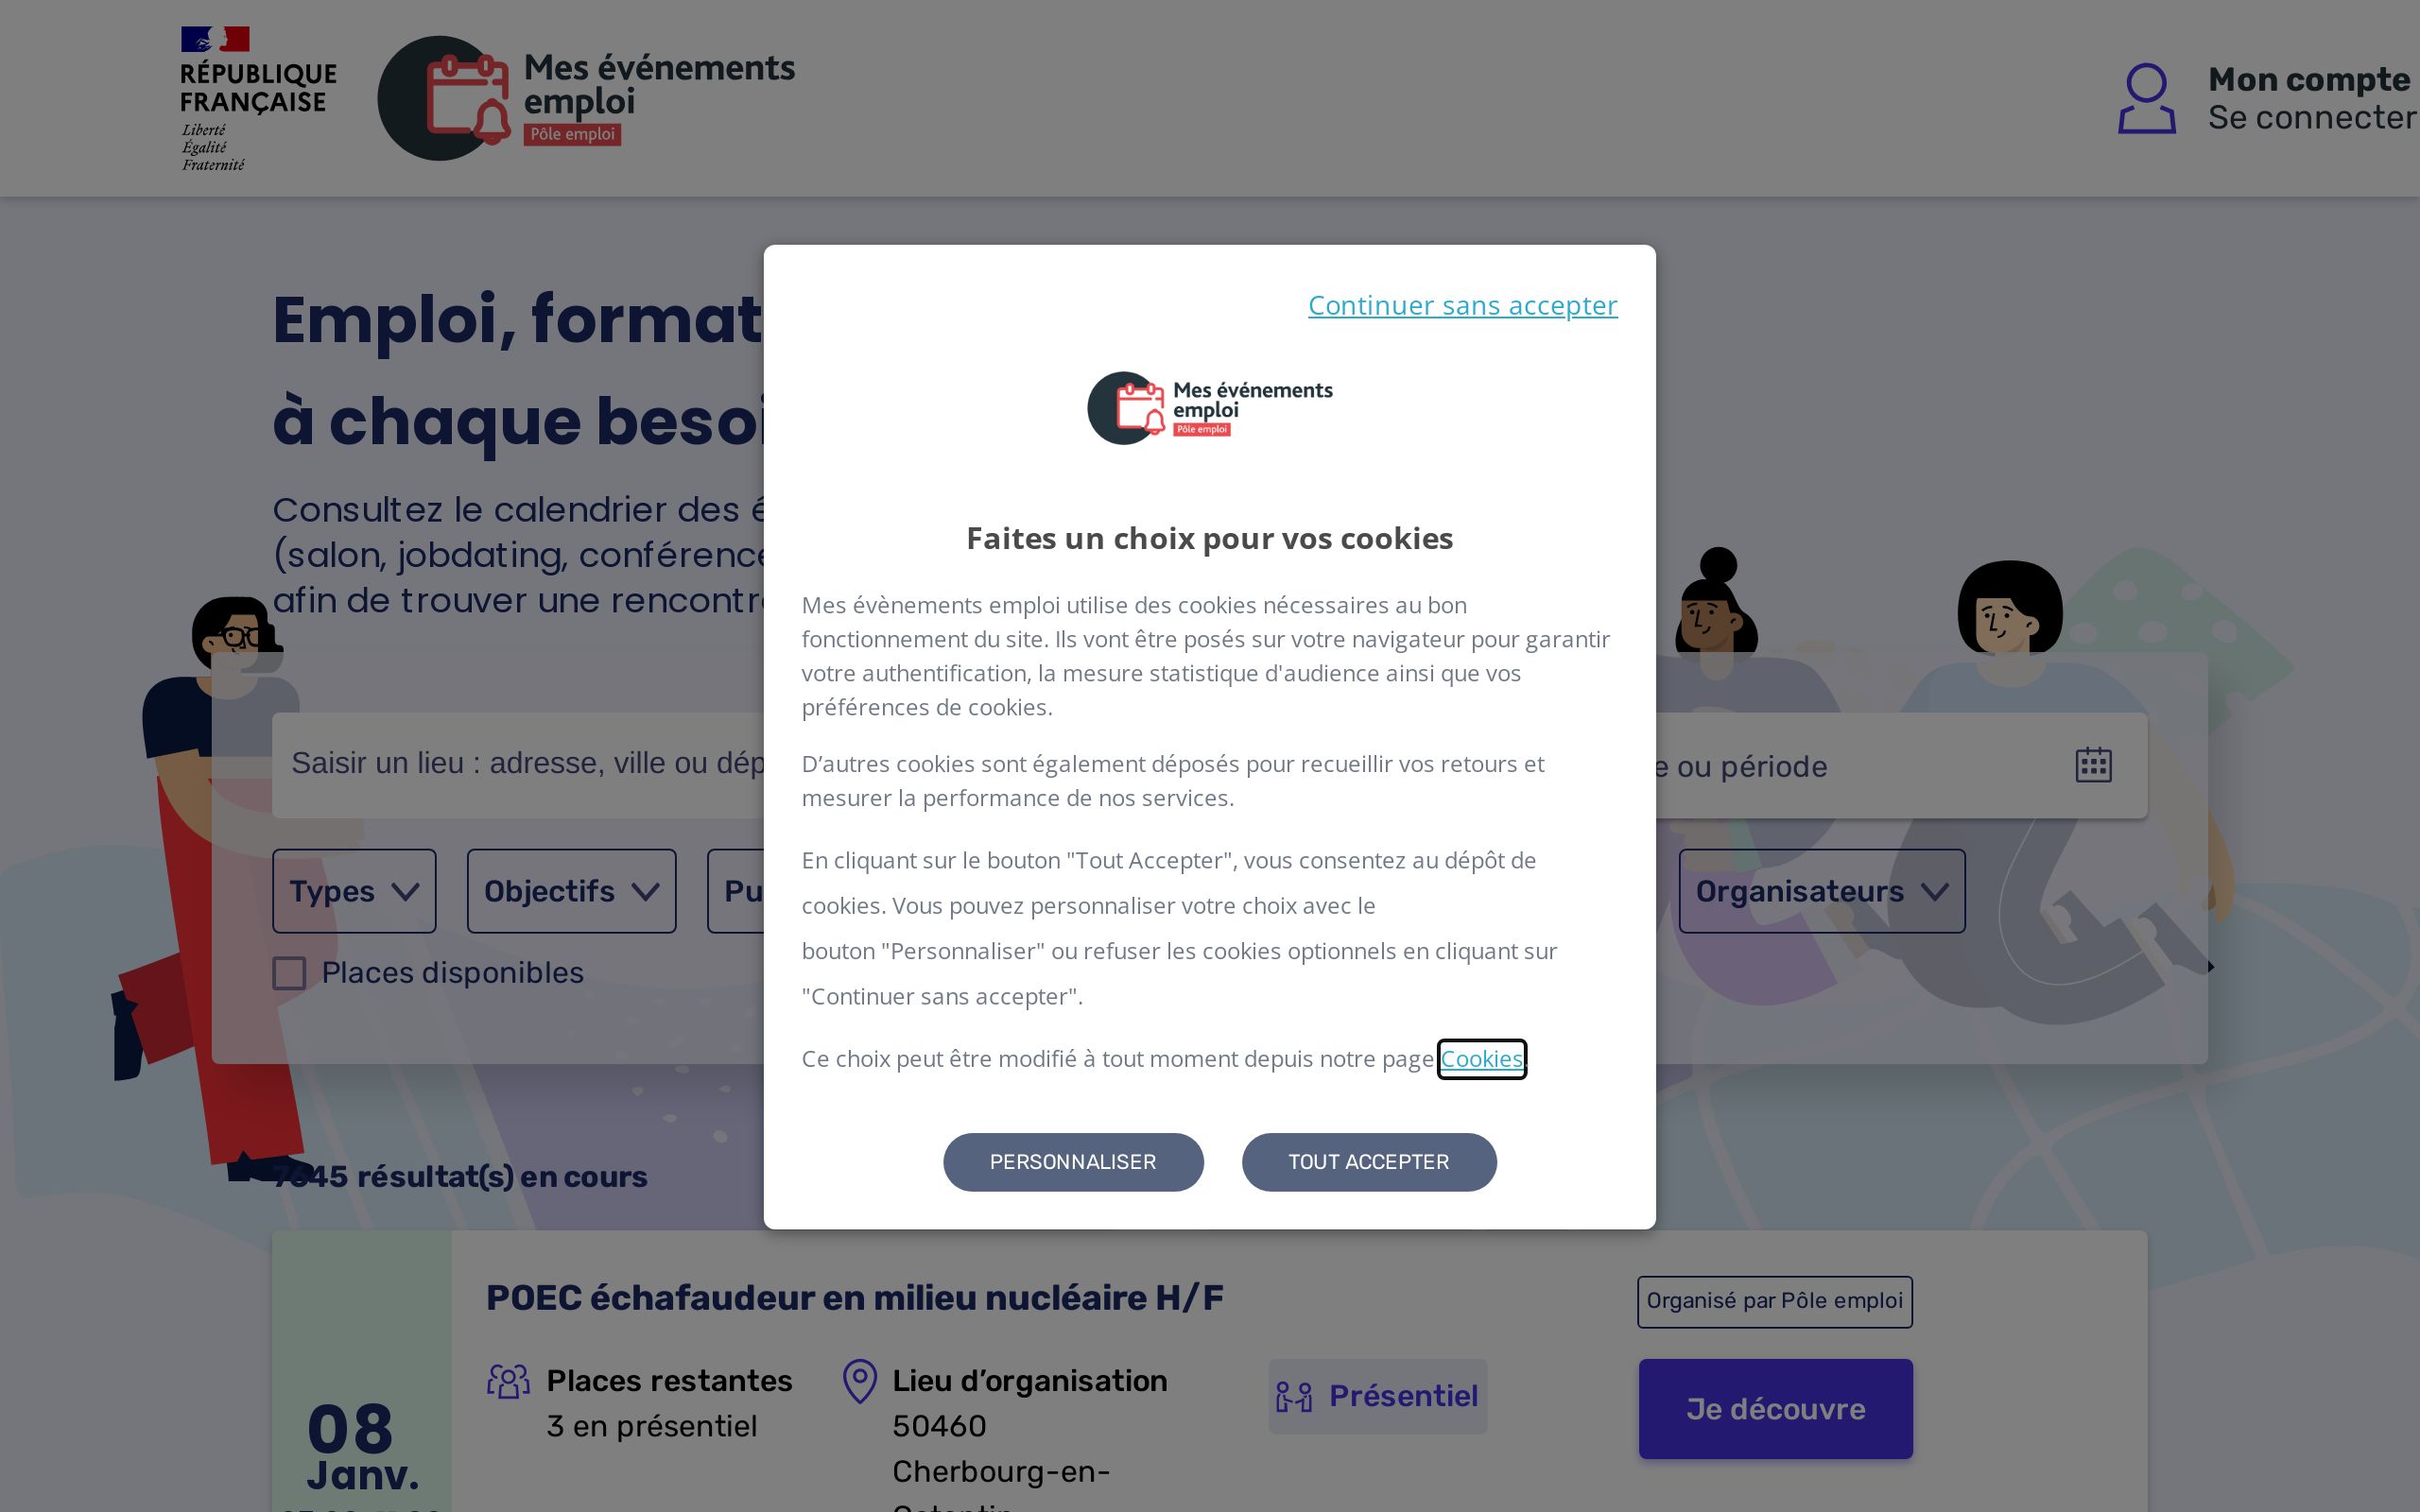 RÉPUBLIQUE
FRANÇAISE
Liberté
Égalité
Fraternité
Mes événements
emploi
Pôle emploi
Mon compte
Se connecter
Emploi, format
à chaque besoi
Consultez le calendrier des é
(salon, jobdating, conférence
afin de trouver une rencontre
Continuer sans accepter
Mes événements
emploi
Pôle emploi
Faites un choix pour vos cookies
Mes évènements emploi utilise des cookies nécessaires au bon
fonctionnement du site. Ils vont être posés sur votre navigateur pour garantir
votre authentification, la mesure statistique d'audience ainsi que vos
préférences de cookies.
D’autres cookies sont également déposés pour recueillir vos retours et
mesurer la performance de nos services.
En cliquant sur le bouton "Tout Accepter", vous consentez au dépôt de
cookies. Vous pouvez personnaliser votre choix avec le
bouton "Personnaliser" ou refuser les cookies optionnels en cliquant sur
"Continuer sans accepter".
Ce choix peut être modifié à tout moment depuis notre page Cookies.
PERSONNALISER TOUT ACCEPTER
Saisir un lieu : adresse, ville ou dép
e ou période
Types Objectifs Pu Organisateurs
Places disponibles
7645 résultat(s) en cours
POEC échafaudeur en milieu nucléaire H/F
Organisé par Pôle emploi
08
Janv.
Places restantes
3 en présentiel
Lieu d’organisation
50460
Cherbourg-en-
Présentiel
Je découvre